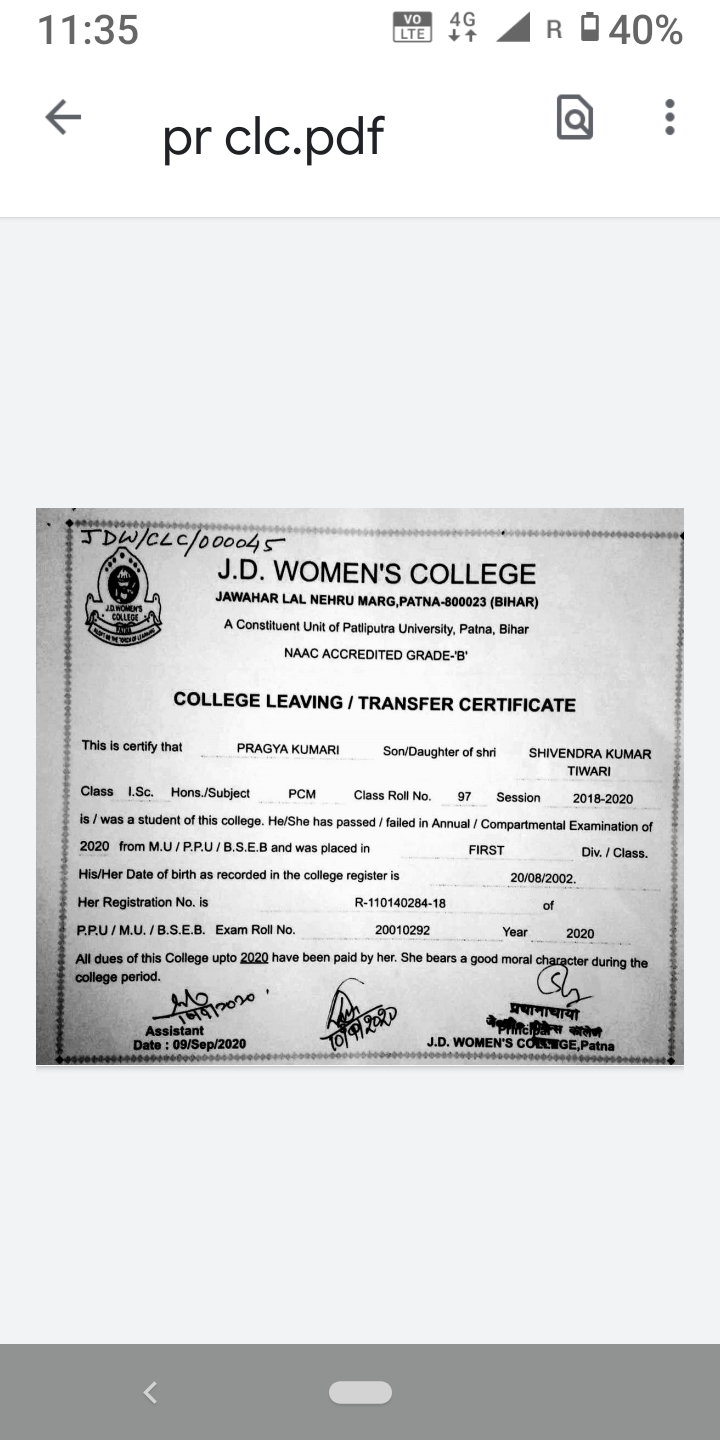 11:35 VO LTE 4G R 40%
pr clc.pdf
JDW/CLC/000045
J.D. WOMEN'S COLLEGE
JAWAHAR LAL NEHRU MARG,PATNA-800023 (BIHAR)
J.D.WOMEN'S
COLLEGE
PATNA
A Constituent Unit of Patliputra University, Patna, Bihar
NAAC ACCREDITED GRADE-'B'
COLLEGE LEAVING / TRANSFER CERTIFICATE
This is certify that PRAGYA KUMARI Son/Daughter of shri SHIVENDRA KUMAR
TIWARI
Class I.Sc. Hons./Subject PCM Class Roll No. 97 Session 2018-2020
is / was a student of this college. He/She has passed / failed in Annual / Compartmental Examination of
2020 from M.U / P.P.U / B.S.E.B and was placed in FIRST Div. / Class.
His/Her Date of birth as recorded in the college register is 20/08/2002.
Her Registration No. is R-110140284-18 of
P.P.U / M.U. / B.S.E.B. Exam Roll No. 20010292 Year 2020
All dues of this College upto 2020 have been paid by her. She bears a good moral character during the
college period.
10/9/2020
10/9/2020
प्रधानाचार्या
Assistant
Principal
Date : 09/Sep/2020
J.D. WOMEN'S COLLEGE,Patna